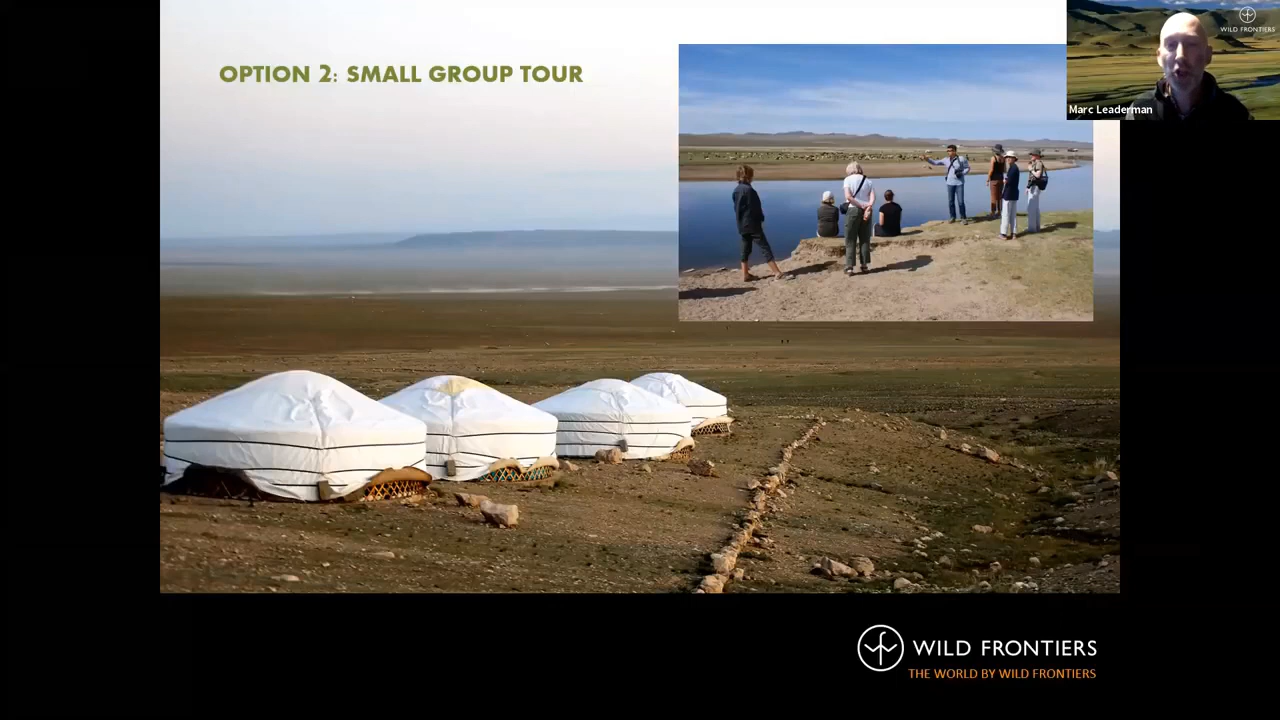 OPTION 2: SMALL GROUP TOUR
WILD FRONTIERS
Marc Leaderman
WILD FRONTIERS
THE WORLD BY WILD FRONTIERS